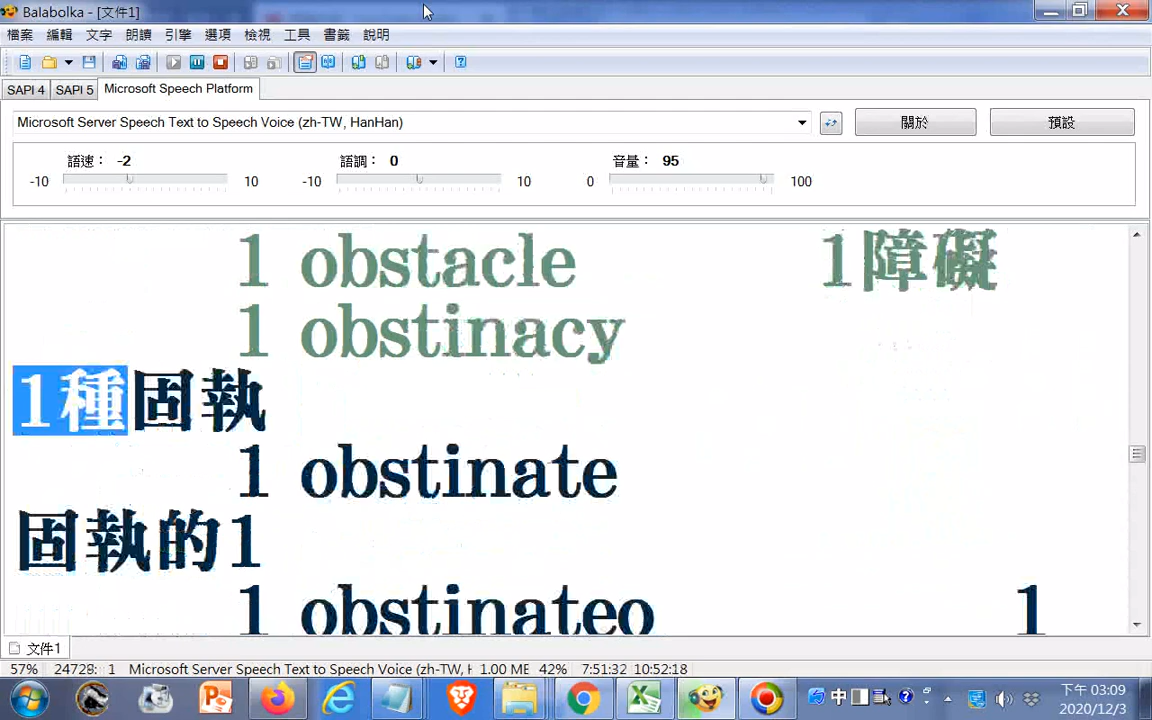 Balabolka - [文件1]
檔案 編輯 文字 朗讀 引擎 選項 檢視 工具 書籤 說明
SAPI 4 SAPI 5 Microsoft Speech Platform
Microsoft Server Speech Text to Speech Voice (zh-TW, HanHan) 關於 預設
語速： -2 語調： 0 音量： 95
-10 10 -10 10 0 100
1 obstacle 1障礙
1 obstinacy
1種固執
1 obstinate
固執的1
1 obstinateo 1
文件1
57% 24728: 1 Microsoft Server Speech Text to Speech Voice (zh-TW, H 1.00 ME 42% 7:51:32 10:52:18
中 下午 03:09
2020/12/3